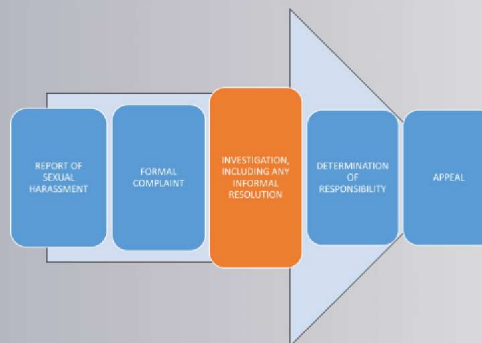 REPORT OF
SEXUAL
HARASSMENT
FORMAL
COMPLAINT
INVESTIGATION,
INCLUDING ANY
INFORMAL
RESOLUTION
DETERMINATION
OF
RESPONSIBILITY
APPEAL